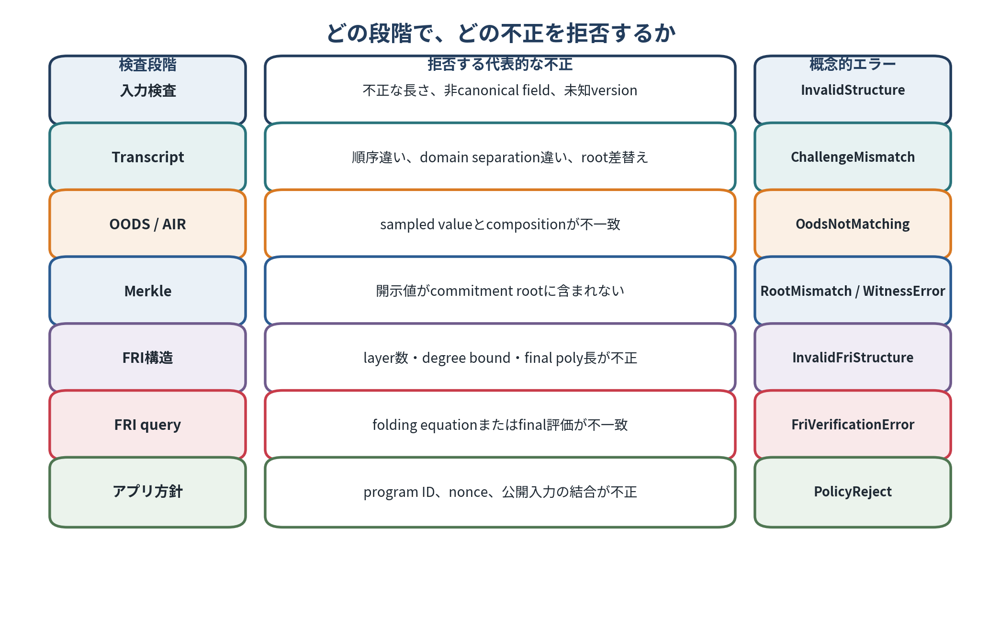 どの段階で、どの不正を拒否するか
検査段階 拒否する代表的な不正 概念的エラー
入力検査 不正な長さ、非canonical field、未知version InvalidStructure
Transcript 順序違い、domain separation違い、root差替え ChallengeMismatch
OODS / AIR sampled valueとcompositionが不一致 OodsNotMatching
Merkle 開示値がcommitment rootに含まれない RootMismatch / WitnessError
FRI構造 layer数・degree bound・final poly長が不正 InvalidFriStructure
FRI query folding equationまたはfinal評価が不一致 FriVerificationError
アプリ方針 program ID、nonce、公開入力の結合が不正 PolicyReject